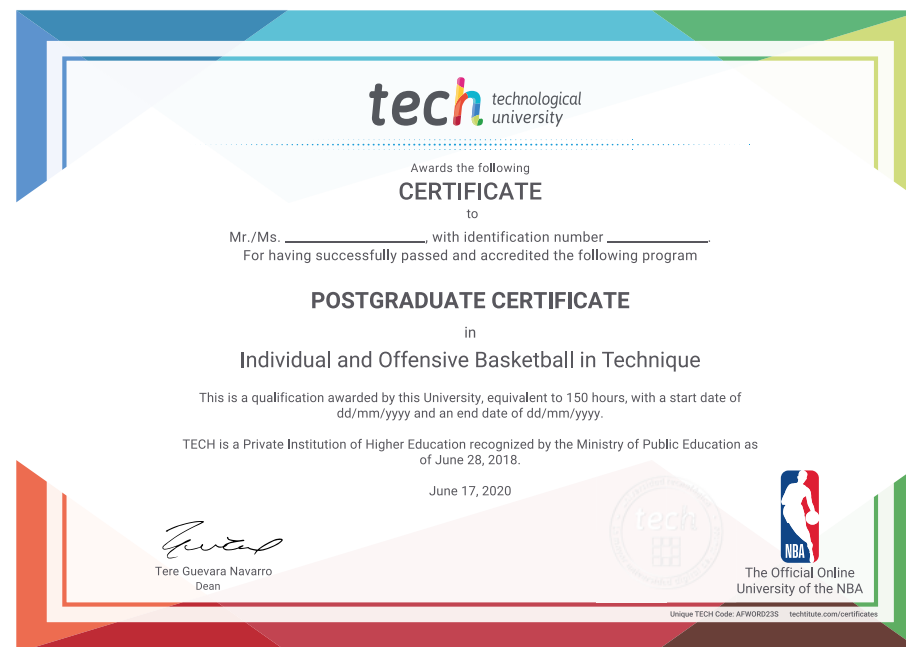 tech technological
university
Awards the following
CERTIFICATE
to
Mr./Ms. ____________________, with identification number ______________.
For having successfully passed and accredited the following program
POSTGRADUATE CERTIFICATE
in
Individual and Offensive Basketball in Technique
This is a qualification awarded by this University, equivalent to 150 hours, with a start date of
dd/mm/yyyy and an end date of dd/mm/yyyy.
TECH is a Private Institution of Higher Education recognized by the Ministry of Public Education as
of June 28, 2018.
June 17, 2020
tech
NBA
Tere Guevara Navarro
Dean
The Official Online
University of the NBA
Unique TECH Code: AFWORD23S techtitute.com/certificates